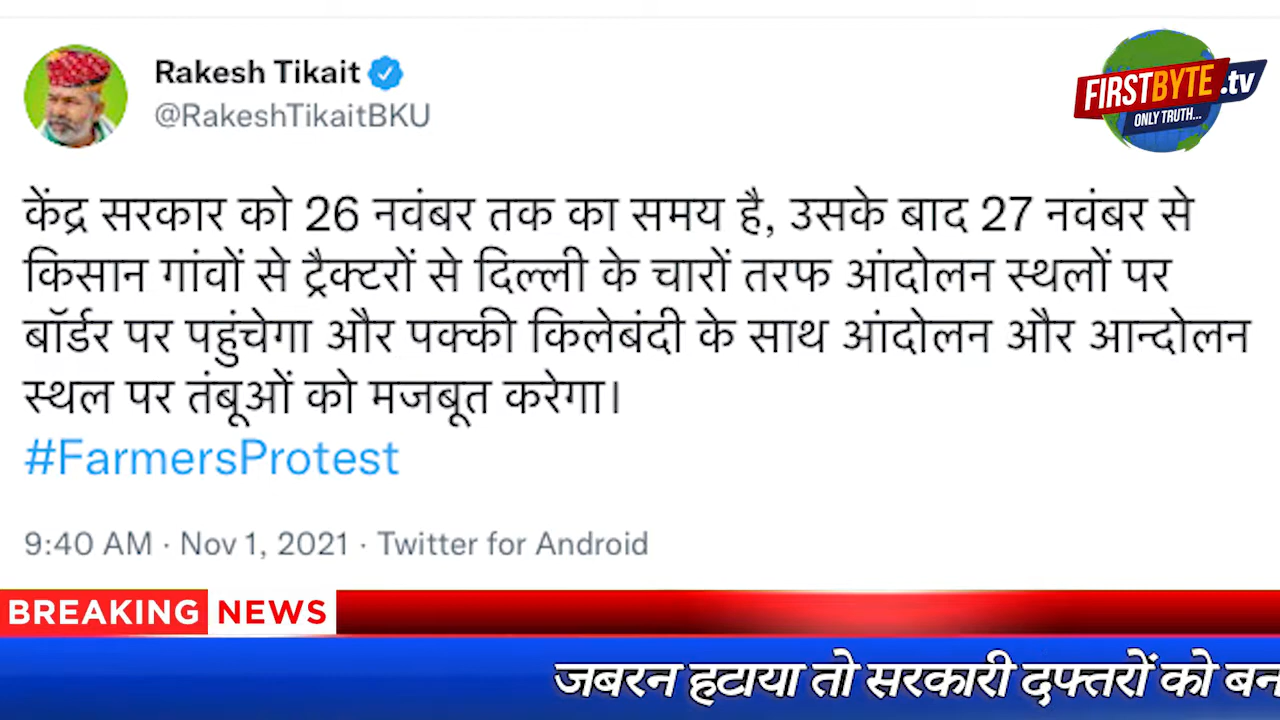 Rakesh Tikait
@RakeshTikaitBKU
FIRSTBYTE.tv
ONLY TRUTH...
केंद्र सरकार को 26 नवंबर तक का समय है, उसके बाद 27 नवंबर से
किसान गांवों से ट्रैक्टरों से दिल्ली के चारों तरफ आंदोलन स्थलों पर
बॉर्डर पर पहुंचेगा और पक्की किलेबंदी के साथ आंदोलन और आन्दोलन
स्थल पर तंबूओं को मजबूत करेगा।
#FarmersProtest
9:40 AM · Nov 1, 2021 · Twitter for Android
BREAKING NEWS
जबरन हटाया तो सरकारी दफ्तरों को